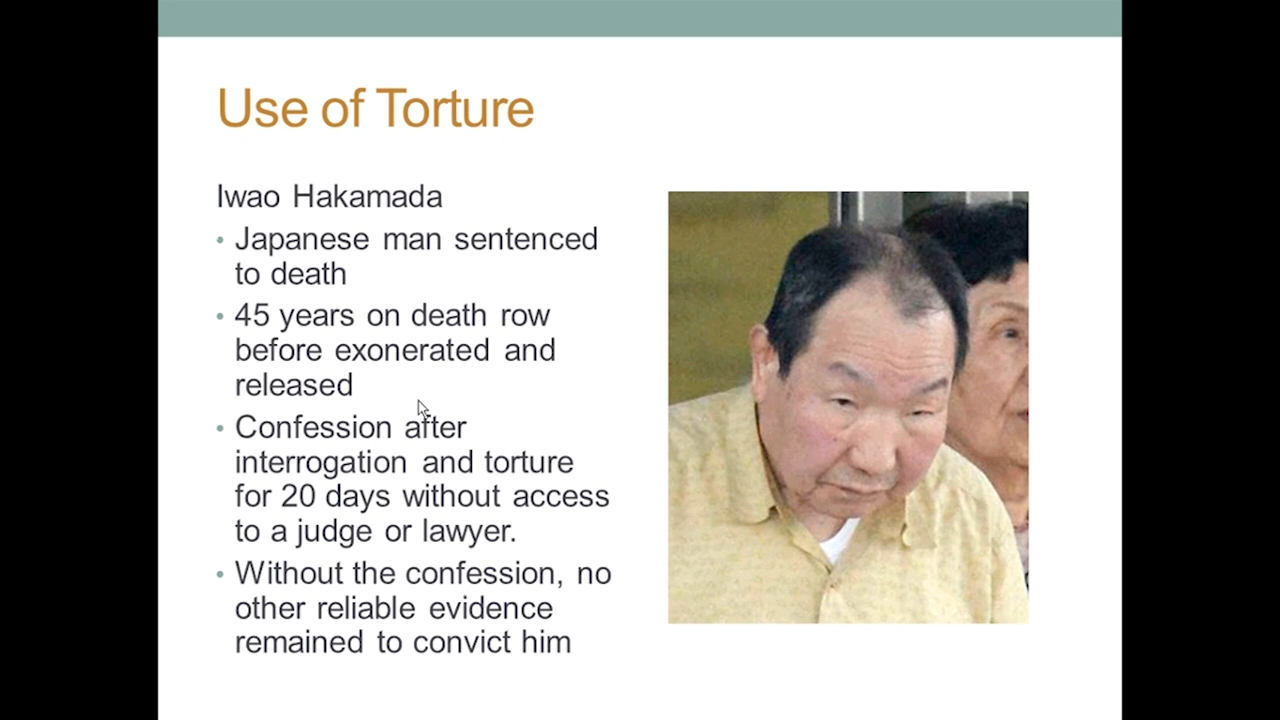 Use of Torture
Iwao Hakamada
• Japanese man sentenced
to death
• 45 years on death row
before exonerated and
released
• Confession after
interrogation and torture
for 20 days without access
to a judge or lawyer.
• Without the confession, no
other reliable evidence
remained to convict him